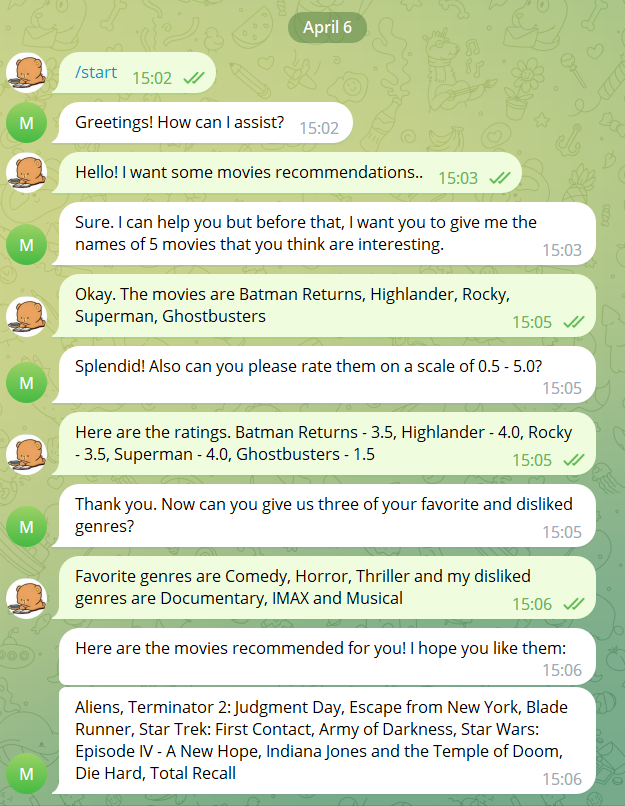 April 6
/start 15:02
M Greetings! How can I assist? 15:02
Hello! I want some movies recommendations.. 15:03
Sure. I can help you but before that, I want you to give me the
M names of 5 movies that you think are interesting. 15:03
Okay. The movies are Batman Returns, Highlander, Rocky,
Superman, Ghostbusters 15:05
Splendid! Also can you please rate them on a scale of 0.5 - 5.0?
M 15:05
Here are the ratings. Batman Returns - 3.5, Highlander - 4.0, Rocky
- 3.5, Superman - 4.0, Ghostbusters - 1.5 15:05
Thank you. Now can you give us three of your favorite and disliked
M genres? 15:05
Favorite genres are Comedy, Horror, Thriller and my disliked
genres are Documentary, IMAX and Musical 15:06
Here are the movies recommended for you! I hope you like them:
15:06
Aliens, Terminator 2: Judgment Day, Escape from New York, Blade
Runner, Star Trek: First Contact, Army of Darkness, Star Wars:
Episode IV - A New Hope, Indiana Jones and the Temple of Doom,
M Die Hard, Total Recall 15:06